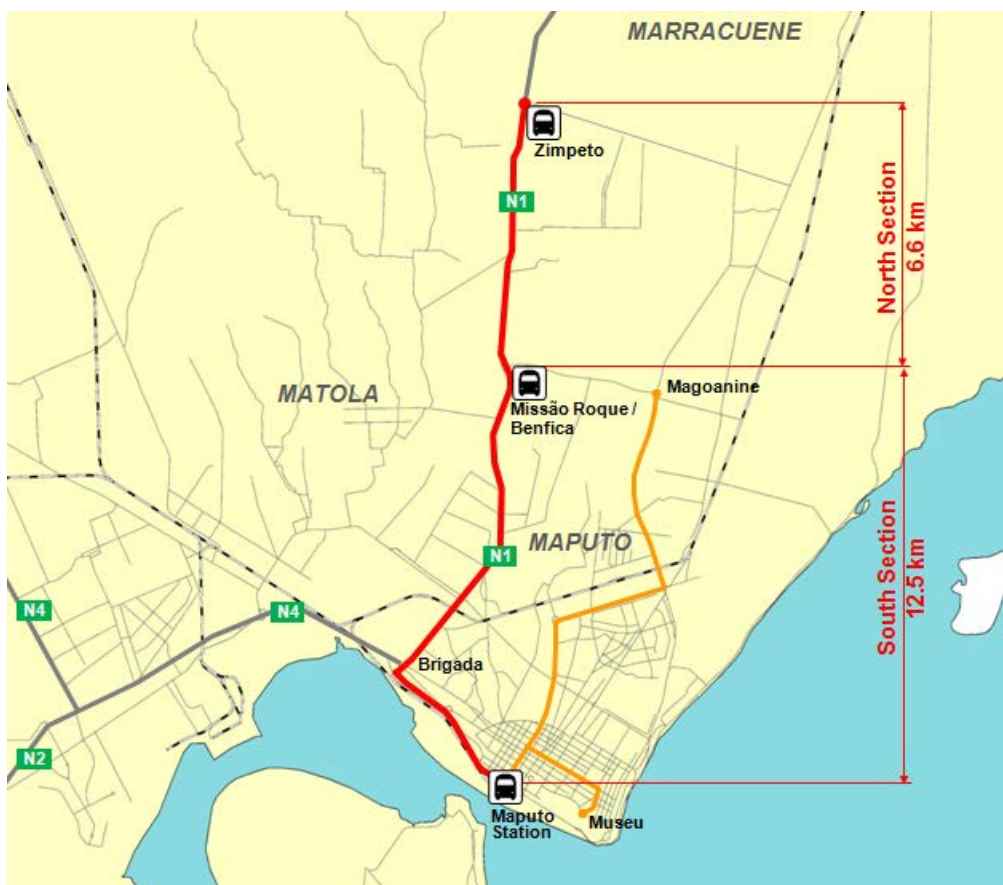 MARRACUENE
Zimpeto
N1
North Section
6.6 km
MATOLA
Missão Roque /
Benfica
Magoanine
N1
MAPUTO
South Section
12.5 km
N4
N4
Brigada
N2
Maputo
Station
Museu